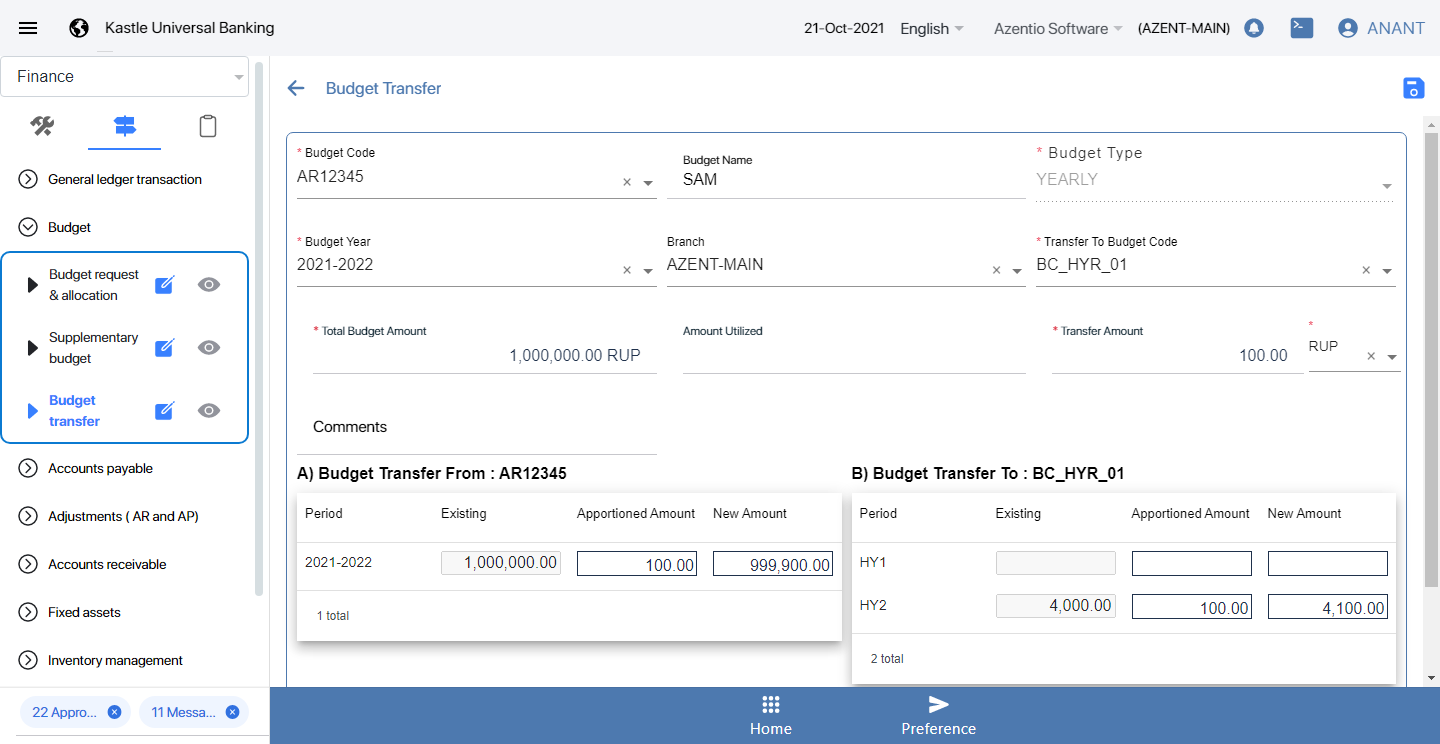 Kastle Universal Banking
21-Oct-2021 English Azentio Software (AZENT-MAIN) ANANT
Finance
General ledger transaction
Budget
Budget request
& allocation
Supplementary
budget
Budget
transfer
Accounts payable
Adjustments ( AR and AP)
Accounts receivable
Fixed assets
Inventory management
22 Appro...
11 Messa...
Budget Transfer
* Budget Code
AR12345
×
Budget Name
SAM
* Budget Type
YEARLY
* Budget Year
2021-2022
×
Branch
AZENT-MAIN
×
* Transfer To Budget Code
BC_HYR_01
×
* Total Budget Amount
1,000,000.00 RUP
Amount Utilized
* Transfer Amount
100.00
*
RUP
×
Comments
A) Budget Transfer From : AR12345
Period Existing Apportioned Amount New Amount
2021-2022 1,000,000.00 100.00 999,900.00
1 total
B) Budget Transfer To : BC_HYR_01
Period Existing Apportioned Amount New Amount
HY1
HY2 4,000.00 100.00 4,100.00
2 total
Home
Preference